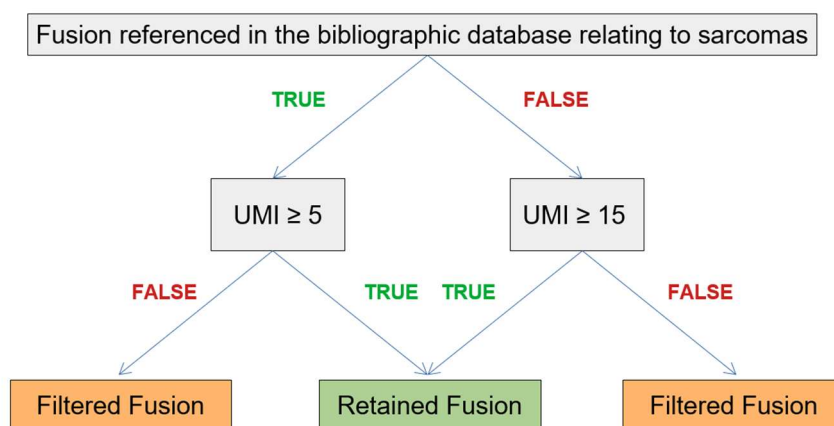 Fusion referenced in the bibliographic database relating to sarcomas
TRUE FALSE
UMI ≥ 5 UMI ≥ 15
FALSE TRUE TRUE FALSE
Filtered Fusion Retained Fusion Filtered Fusion